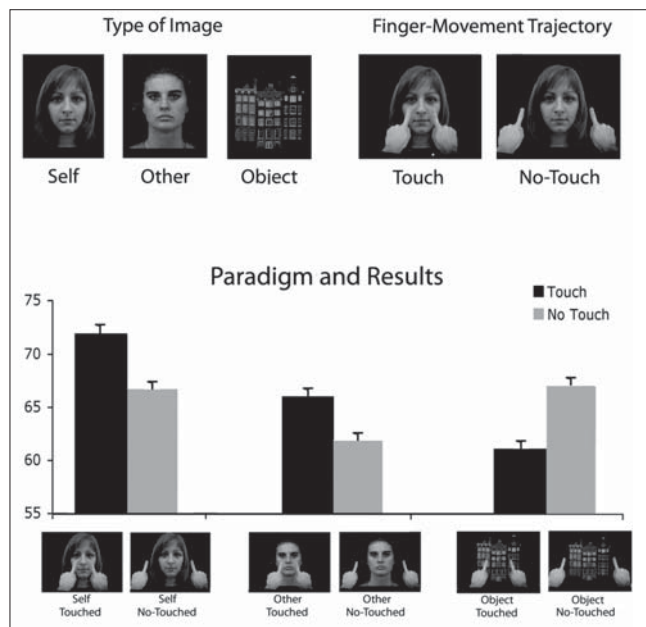 Type of Image
Finger-Movement Trajectory
Self
Other
Object
Touch
No-Touch
Paradigm and Results
Touch
No Touch
75
70
65
60
55
Self
Touched
Self
No-Touched
Other
Touched
Other
No-Touched
Object
Touched
Object
No-Touched